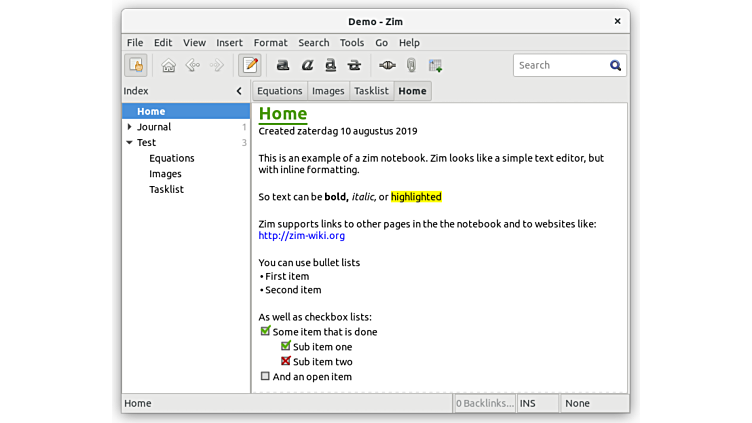 Demo - Zim
File Edit View Insert Format Search Tools Go Help
a a a a
Search
Index
Equations Images Tasklist Home
Home
Journal 1
Test 3
Equations
Images
Tasklist
Home
Created zaterdag 10 augustus 2019
This is an example of a zim notebook. Zim looks like a simple text editor, but
with inline formatting.
So text can be bold, italic, or highlighted
Zim supports links to other pages in the the notebook and to websites like:
http://zim-wiki.org
You can use bullet lists
• First item
• Second item
As well as checkbox lists:
Some item that is done
Sub item one
Sub item two
And an open item
Home
0 Backlinks...
INS
None